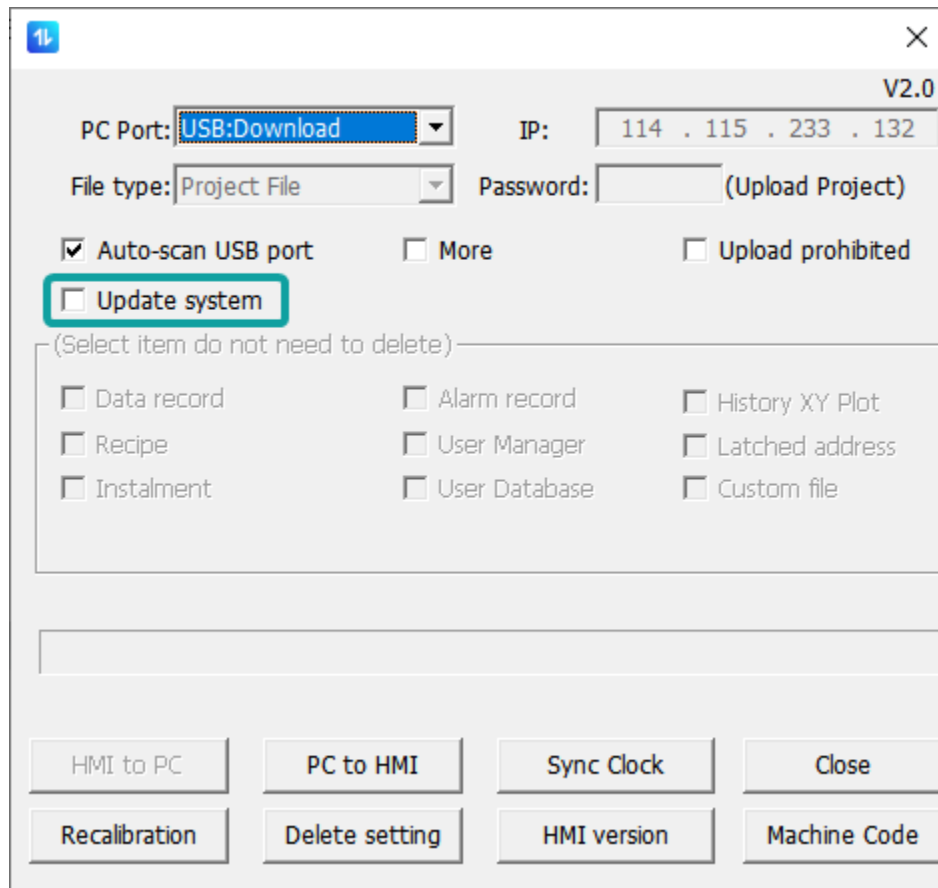 V2.0
PC Port: USB:Download IP: 114 . 115 . 233 . 132
File type: Project File Password: (Upload Project)
Auto-scan USB port More Upload prohibited
Update system
(Select item do not need to delete)
Data record Alarm record History XY Plot
Recipe User Manager Latched address
Instalment User Database Custom file
HMI to PC PC to HMI Sync Clock Close
Recalibration Delete setting HMI version Machine Code